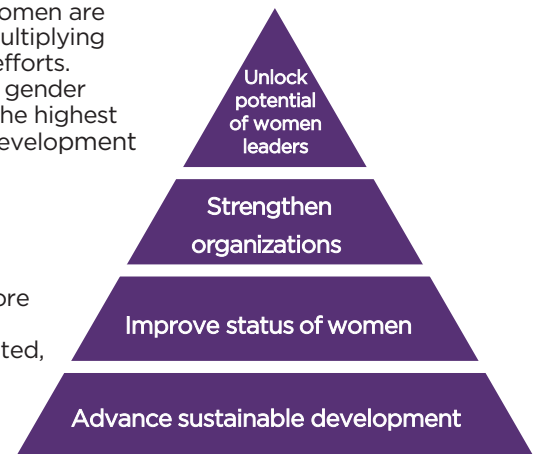 omen are
ultiplying
efforts.
gender
he highest
evelopment
ore
ted,
Unlock
potential
of women
leaders
Strengthen
organizations
Improve status of women
Advance sustainable development